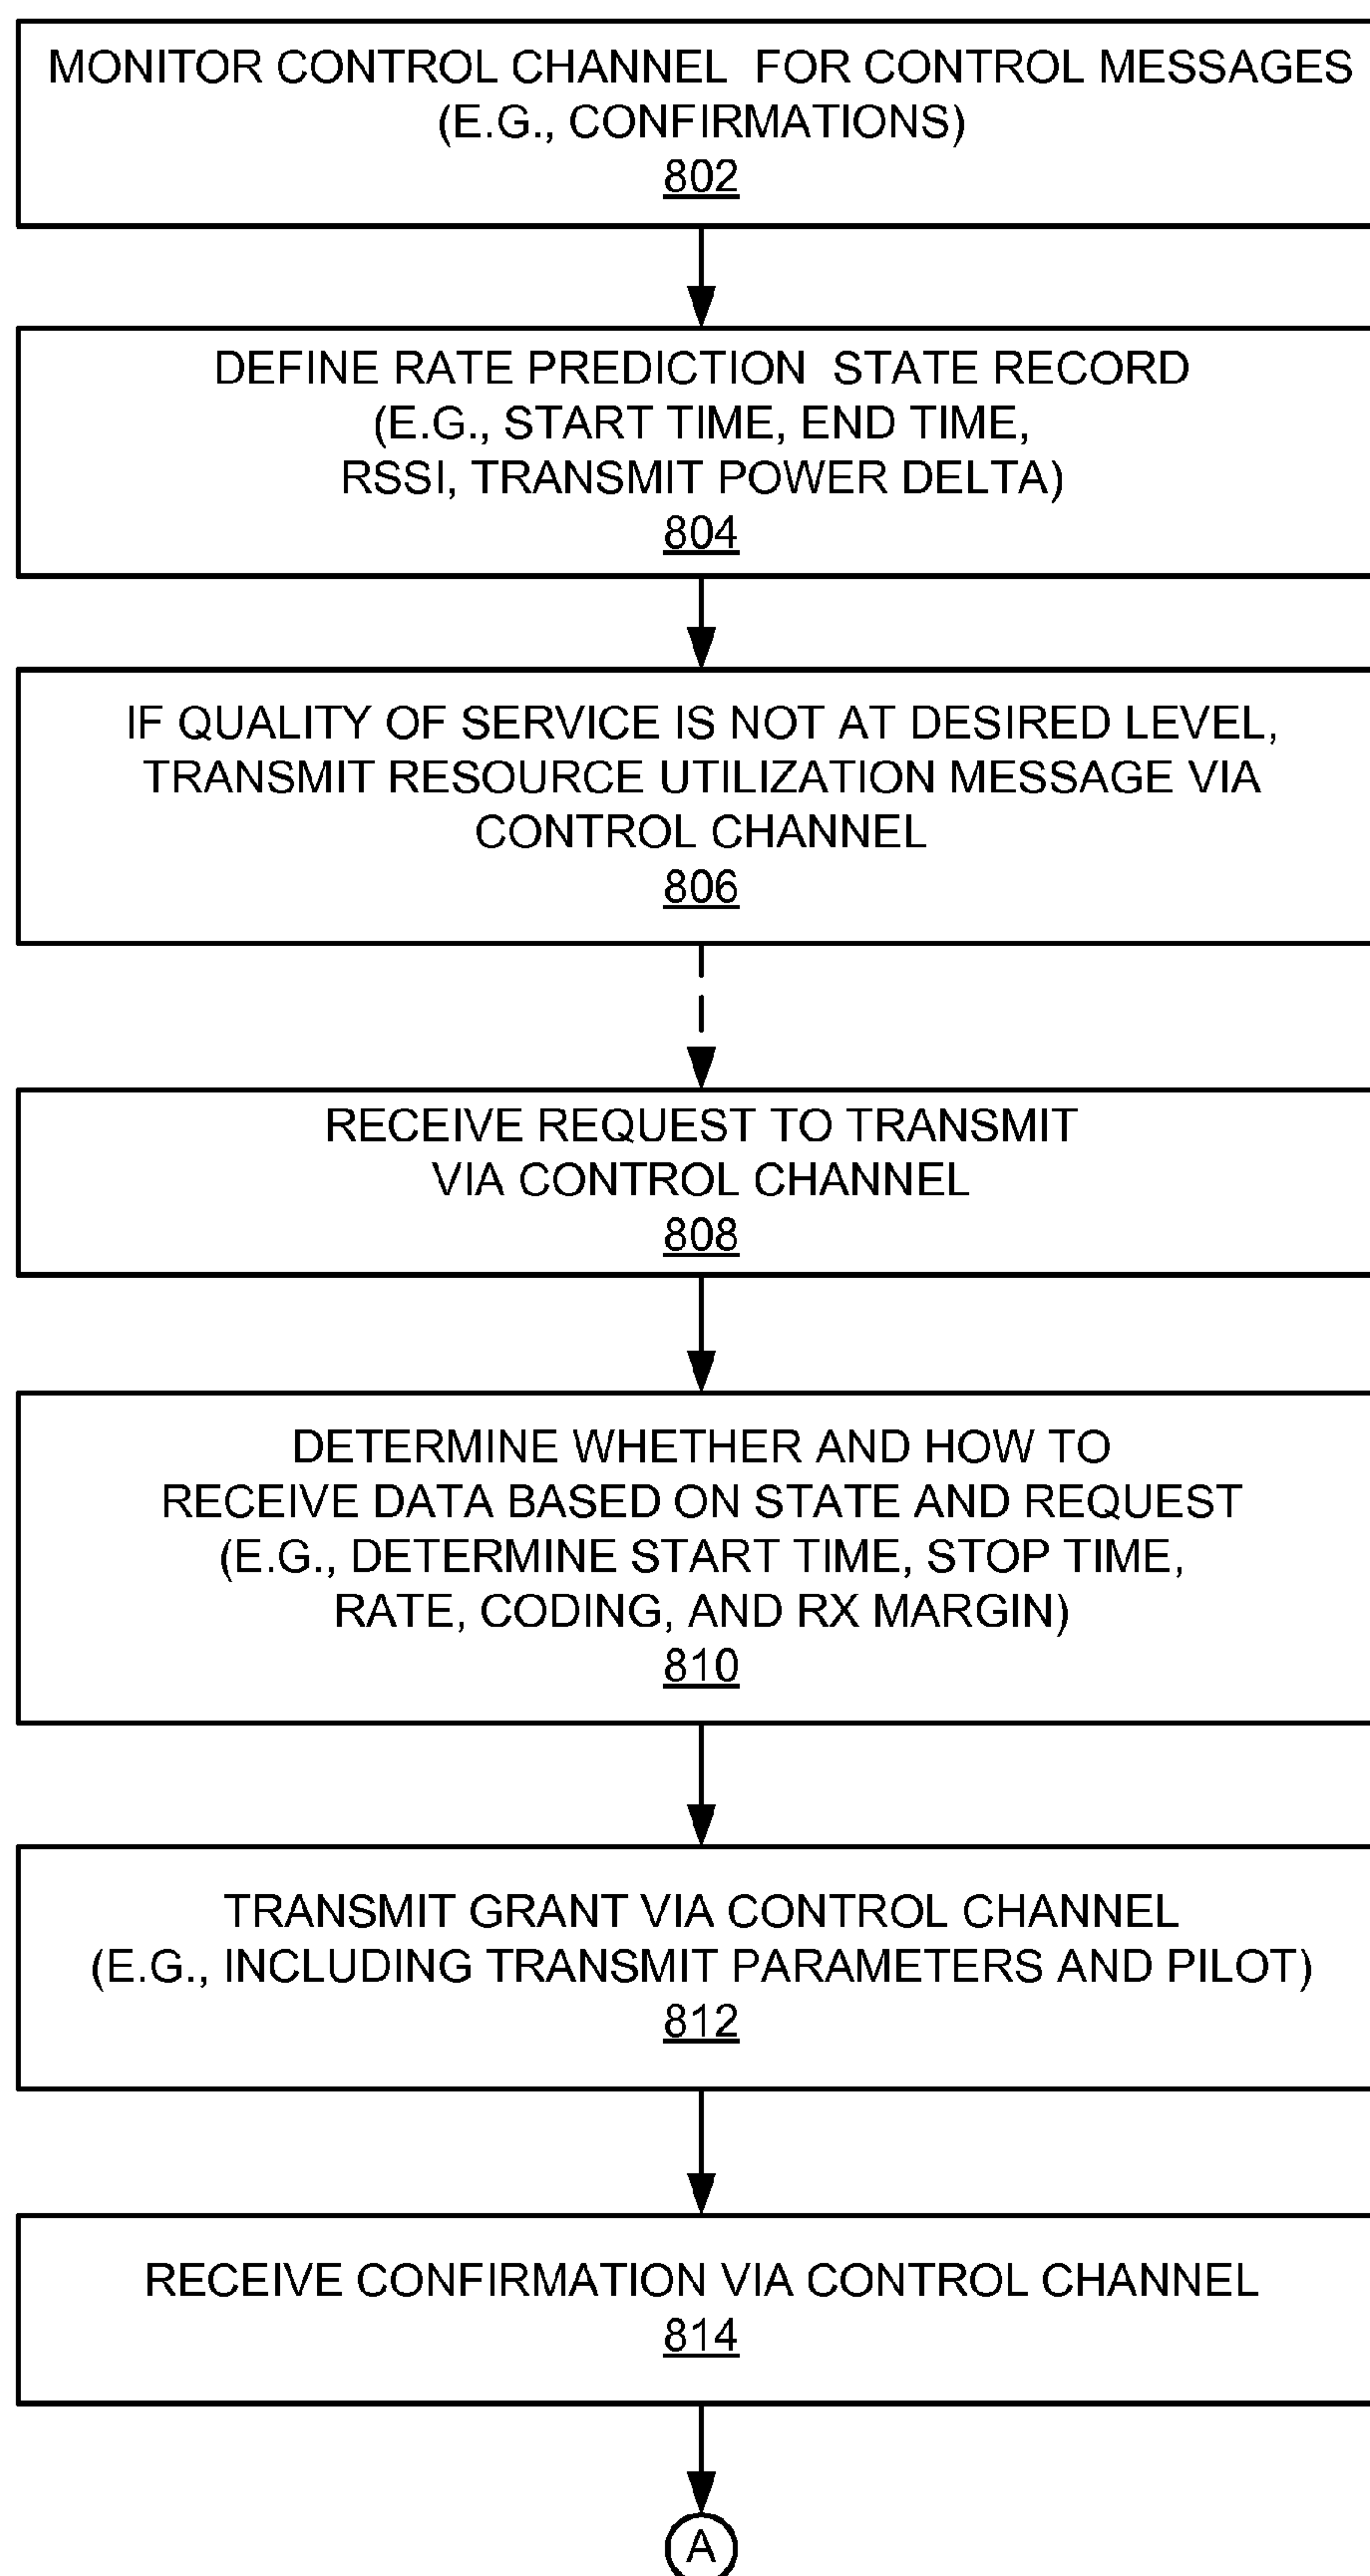 MONITOR CONTROL CHANNEL FOR CONTROL MESSAGES
(E.G., CONFIRMATIONS)
802
DEFINE RATE PREDICTION STATE RECORD
(E.G., START TIME, END TIME,
RSSI, TRANSMIT POWER DELTA)
804
IF QUALITY OF SERVICE IS NOT AT DESIRED LEVEL,
TRANSMIT RESOURCE UTILIZATION MESSAGE VIA
CONTROL CHANNEL
806
RECEIVE REQUEST TO TRANSMIT
VIA CONTROL CHANNEL
808
DETERMINE WHETHER AND HOW TO
RECEIVE DATA BASED ON STATE AND REQUEST
(E.G., DETERMINE START TIME, STOP TIME,
RATE, CODING, AND RX MARGIN)
810
TRANSMIT GRANT VIA CONTROL CHANNEL
(E.G., INCLUDING TRANSMIT PARAMETERS AND PILOT)
812
RECEIVE CONFIRMATION VIA CONTROL CHANNEL
814
A